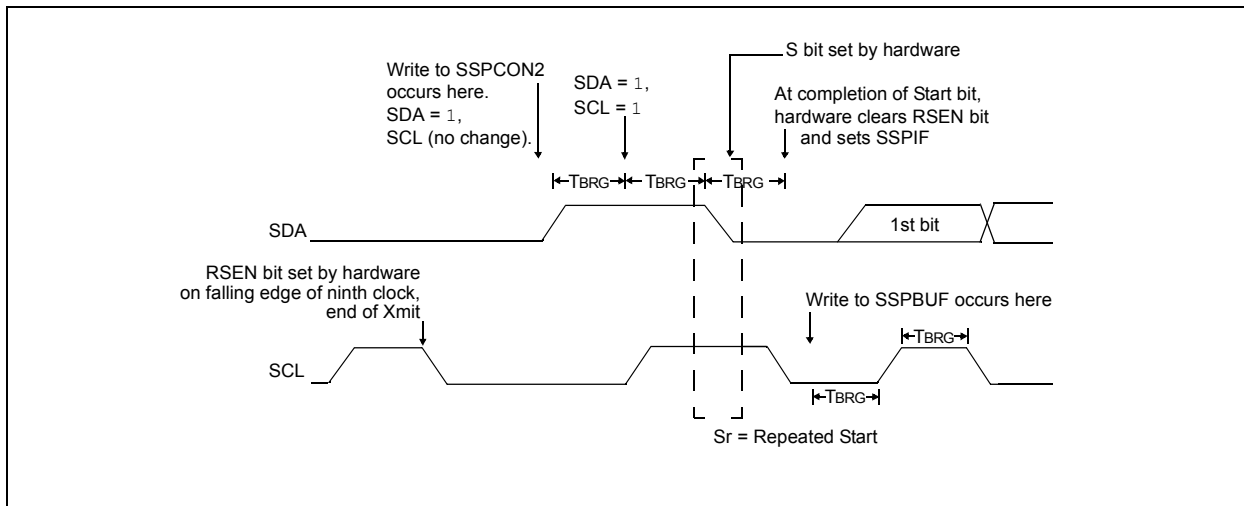 S bit set by hardware
Write to SSPCON2
occurs here.
SDA = 1,
SCL (no change).
SDA = 1,
SCL = 1
At completion of Start bit,
hardware clears RSEN bit
and sets SSPIF
TBRG
TBRG
TBRG
SDA
1st bit
RSEN bit set by hardware
on falling edge of ninth clock,
end of Xmit
Write to SSPBUF occurs here
TBRG
SCL
TBRG
Sr = Repeated Start